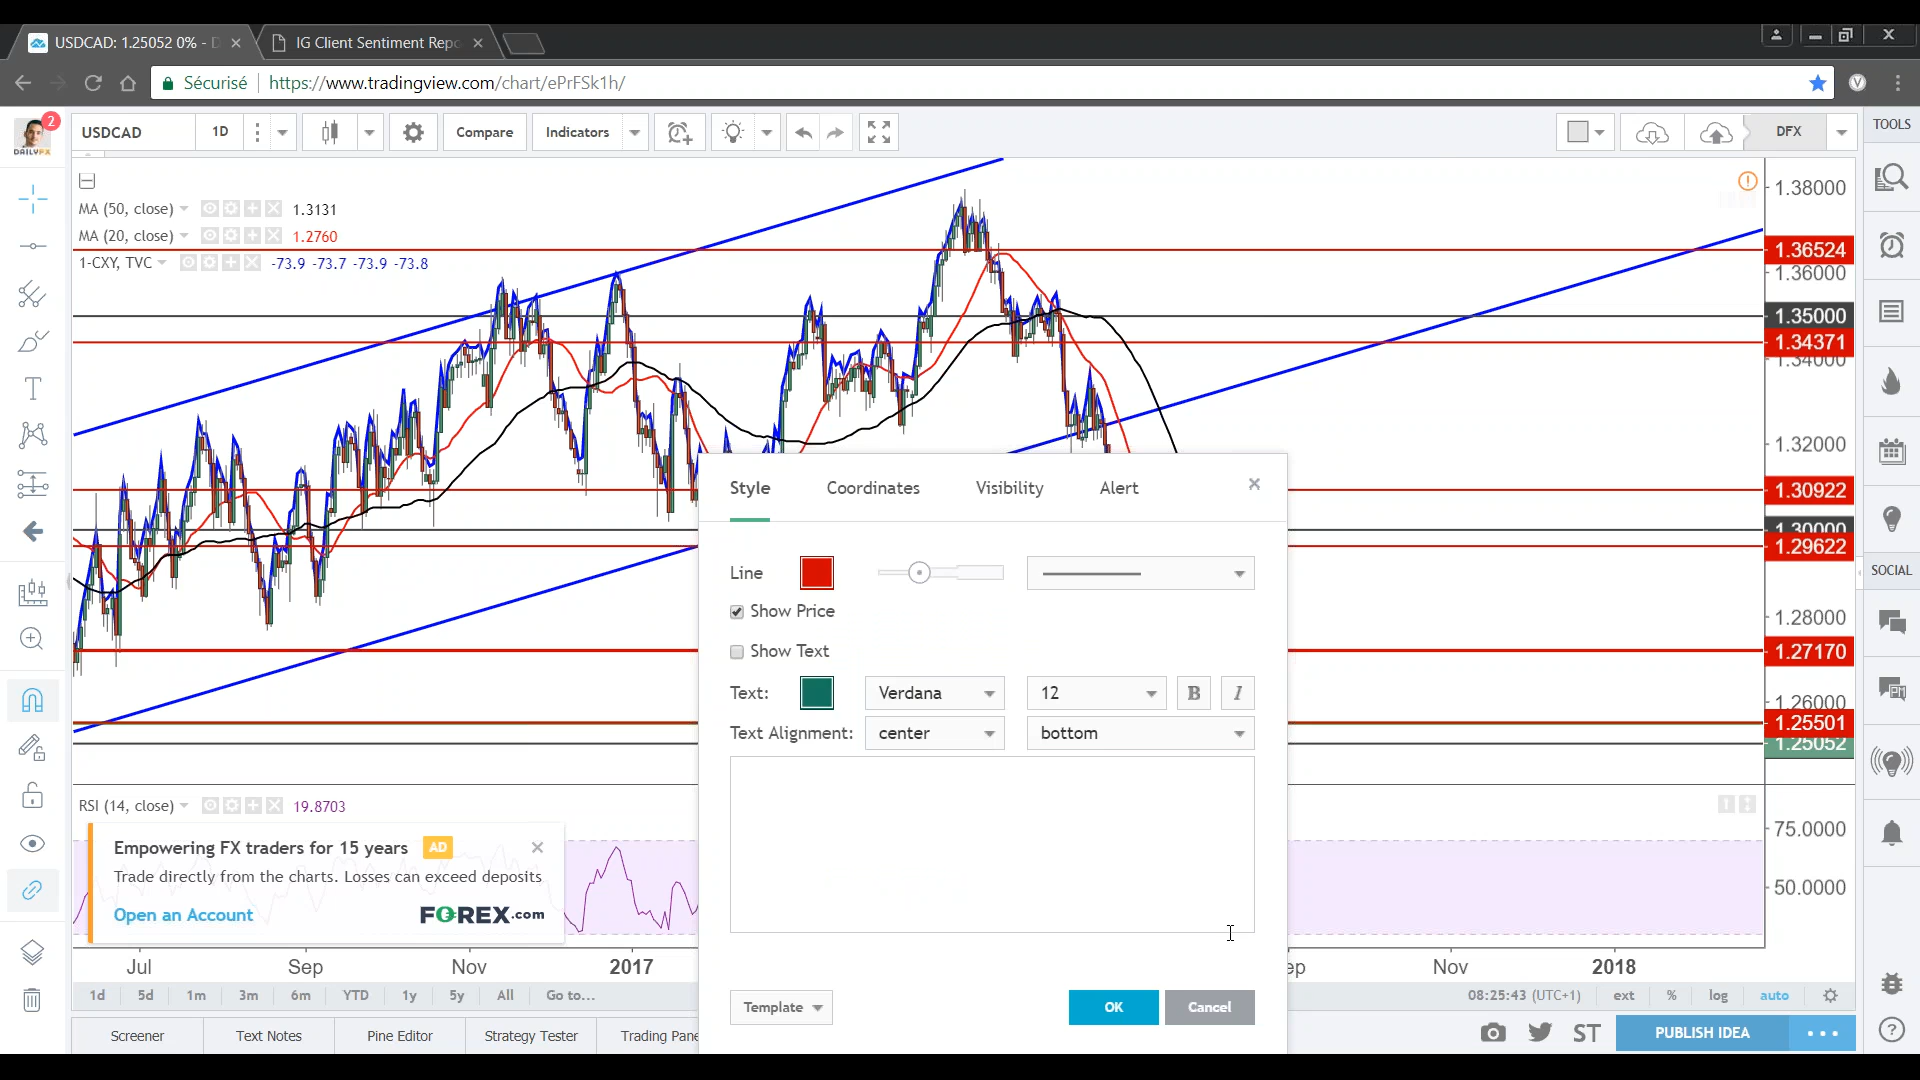 USDCAD: 1.25052 0% - D
IG Client Sentiment Repo
Sécurisé
https://www.tradingview.com/chart/ePrFSk1h/
2
DAILYFX
USDCAD
1D
Compare
Indicators
DFX
TOOLS
MA (50, close)
1.3131
MA (20, close)
1.2760
1-CXY, TVC
-73.9 -73.7 -73.9 -73.8
1.38000
1.36524
1.36000
1.35000
1.34371
1.34000
1.32000
1.30922
1.30000
1.29622
1.28000
1.27170
1.26000
1.25501
1.25052
SOCIAL
Style
Coordinates
Visibility
Alert
Line
Show Price
Show Text
Text:
Verdana
12
B
I
Text Alignment:
center
bottom
Template
OK
Cancel
RSI (14, close)
19.8703
75.0000
50.0000
Empowering FX traders for 15 years
AD
Trade directly from the charts. Losses can exceed deposits
Open an Account
FOREX.com
Jul
Sep
Nov
2017
ep
Nov
2018
1d
5d
1m
3m
6m
YTD
1y
5y
All
Go to...
08:25:43 (UTC+1)
ext
%
log
auto
Screener
Text Notes
Pine Editor
Strategy Tester
Trading Pane
ST
PUBLISH IDEA